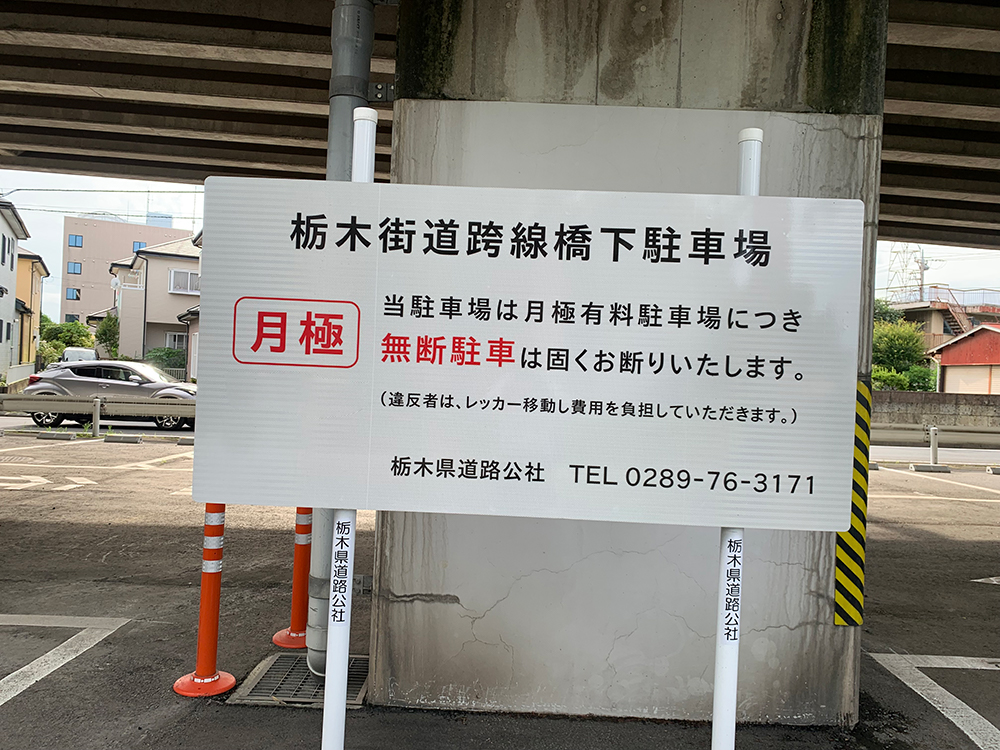 栃木街道跨線橋下駐車場
月極
当駐車場は月極有料駐車場につき
無断駐車は固くお断りいたします。
（違反者は、レッカー移動し費用を負担していただきます。）
栃木県道路公社　TEL 0289-76-3171
栃木県道路公社
栃木県道路公社